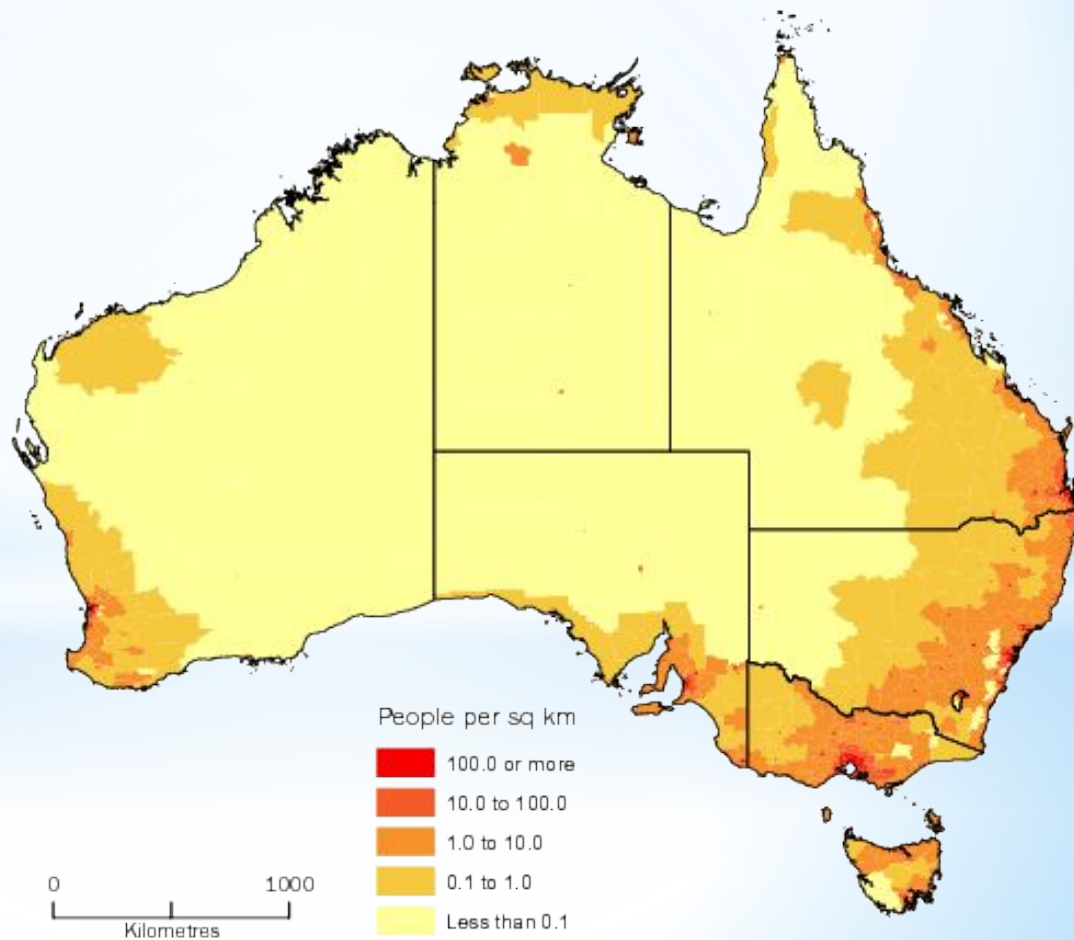 People per sq km
100.0 or more
10.0 to 100.0
1.0 to 10.0
0.1 to 1.0
Less than 0.1
0 1000
Kilometres